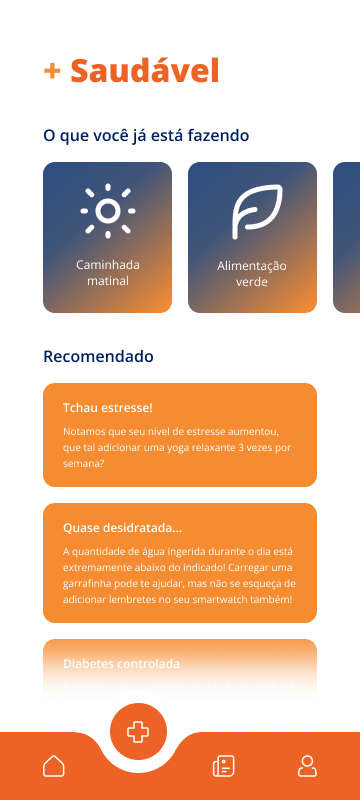 + Saudável
O que você já está fazendo
Caminhada
matinal
Alimentação
verde
Recomendado
Tchau estresse!
Notamos que seu nível de estresse aumentou,
que tal adicionar uma yoga relaxante 3 vezes por
semana?
Quase desidratada...
A quantidade de água ingerida durante o dia está
extremamente abaixo do indicado! Carregar uma
garrafinha pode te ajudar, mas não se esqueça de
adicionar lembretes no seu smartwatch também!
Diabetes controlada